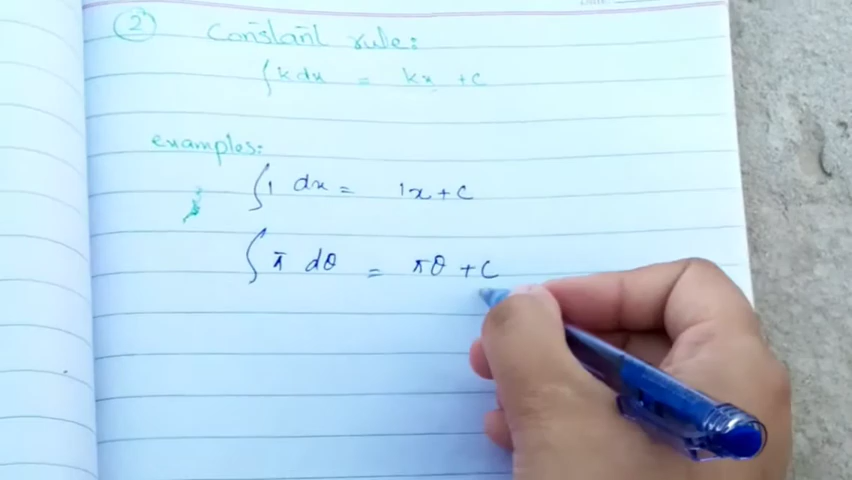 ② Constant rule:
∫k dx = kx + c
examples:
∫1 dx = 1x + c
∫π dθ = πθ + c